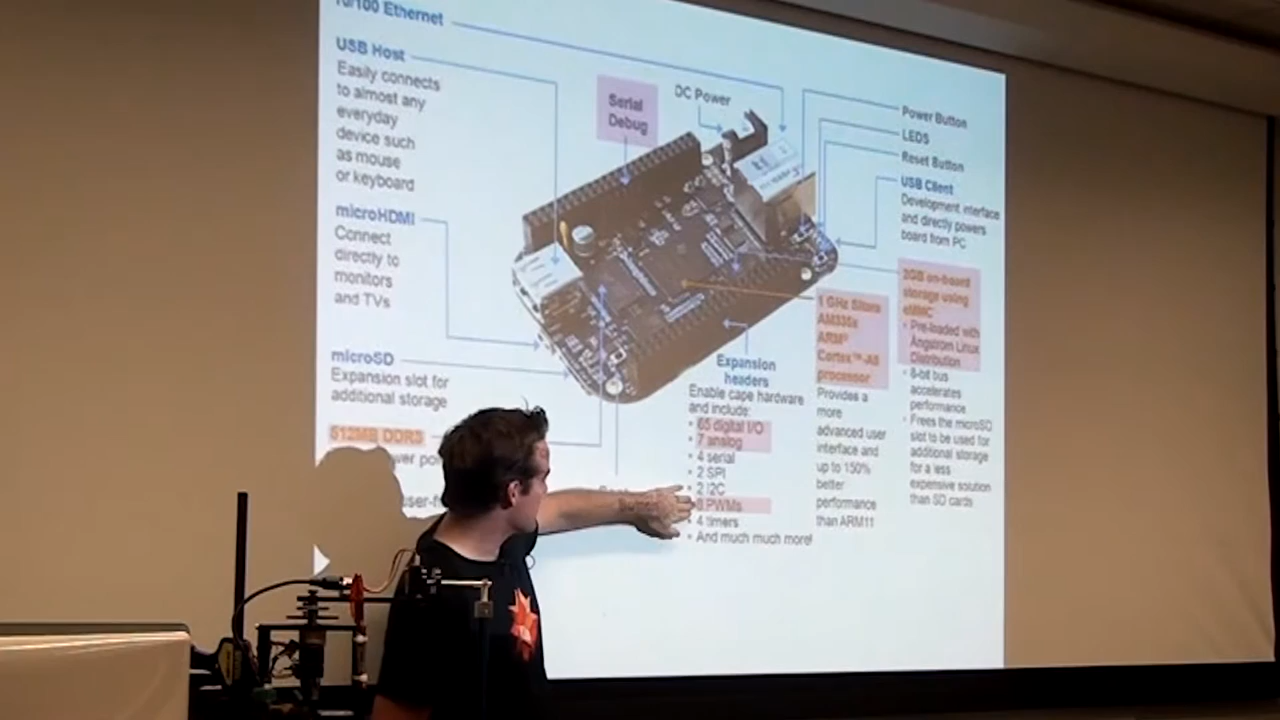 10/100 Ethernet
USB Host
Easily connects
to almost any
everyday
device such
as mouse
or keyboard
microHDMI
Connect
directly to
monitors
and TVs
microSD
Expansion slot for
additional storage
512MB DDR3
Serial
Debug
DC Power
Power Button
LEDS
Reset Button
USB Client
Development interface
and directly powers
board from PC
2GB on-board
storage using
eMMC
• Pre-loaded with
Angstrom Linux
Distribution
• 8-bit bus
accelerates
performance
• Frees the microSD
slot to be used for
additional storage
for a less
expensive solution
than SD cards
1 GHz Sitara
AM335x
ARM®
Cortex™-A8
processor
Provides a
more
advanced user
interface and
up to 150%
better
performance
than ARM11
Expansion
headers
Enable cape hardware
and include:
• 65 digital I/O
• 7 analog
• 4 serial
• 2 SPI
• 2 I2C
• 8 PWMs
• 4 timers
• And much much more!